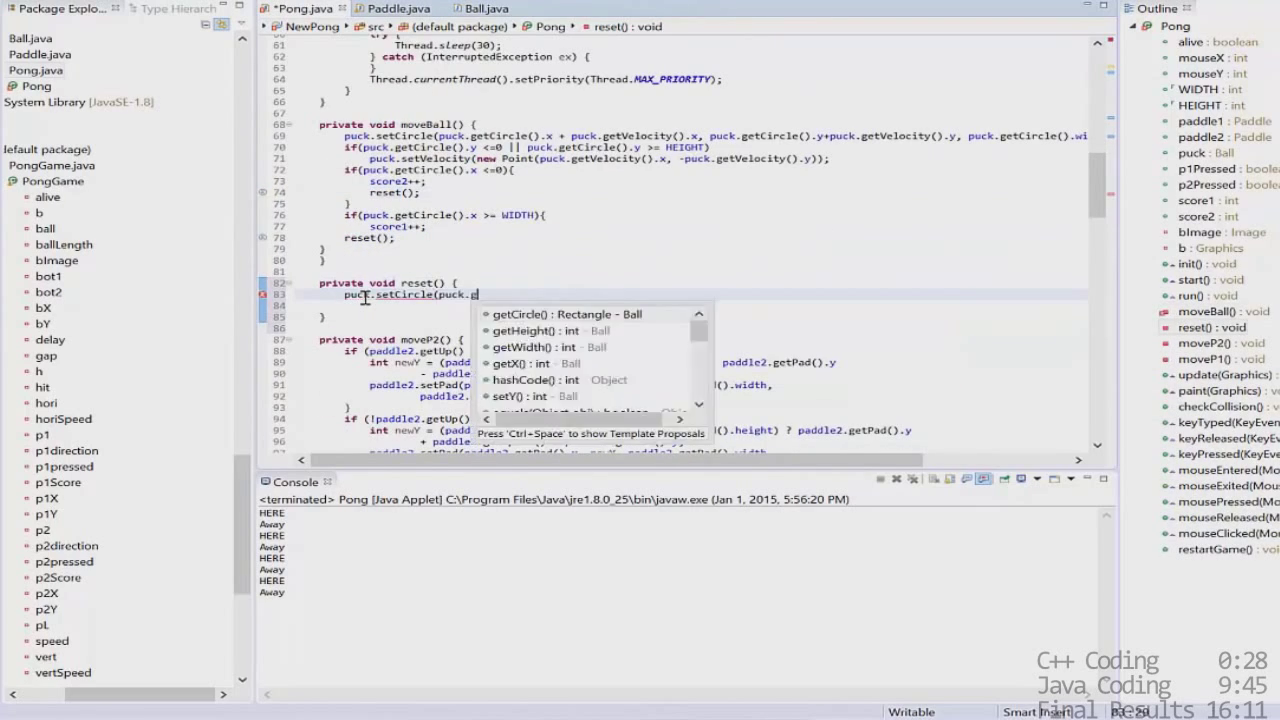 Package Explo...
Type Hierarch
Ball.java
Paddle.java
Pong.java
Pong
System Library [JavaSE-1.8]
default package)
PongGame.java
PongGame
alive
b
ball
ballLength
bImage
bot1
bot2
bX
bY
delay
gap
h
hit
hori
horiSpeed
p1
p1direction
p1pressed
p1Score
p1X
p1Y
p2
p2direction
p2pressed
p2Score
p2X
p2Y
pL
speed
vert
vertSpeed
*Pong.java
Paddle.java
Ball.java
NewPong
src
(default package)
Pong
reset() : void
60 try {
61 Thread.sleep(30);
62 } catch (InterruptedException ex) {
63 }
64 Thread.currentThread().setPriority(Thread.MAX_PRIORITY);
65 }
66 }
67
68 private void moveBall() {
69 puck.setCircle(puck.getCircle().x + puck.getVelocity().x, puck.getCircle().y+puck.getVelocity().y, puck.getCircle().wi
70 if(puck.getCircle().y <=0 || puck.getCircle().y >= HEIGHT)
71 puck.setVelocity(new Point(puck.getVelocity().x, -puck.getVelocity().y));
72 if(puck.getCircle().x <=0){
73 score2++;
74 reset();
75 }
76 if(puck.getCircle().x >= WIDTH){
77 score1++;
78 reset();
79 }
80 }
81
82 private void reset() {
83 puck.setCircle(puck.g
84
85 }
86
87 private void moveP2() {
88 if (paddle2.getUp()
89 int newY = (padd paddle2.getPad().y
90 - paddle
91 paddle2.setPad(p ).width,
92 paddle2.
93 }
94 if (!paddle2.getUp()
95 int newY = (padd ().height) ? paddle2.getPad().y
96
getCircle() : Rectangle - Ball
getHeight() : int - Ball
getWidth() : int - Ball
getX() : int - Ball
hashCode() : int Object
setY() : int - Ball
Press 'Ctrl+Space' to show Template Proposals
Console
<terminated> Pong [Java Applet] C:\Program Files\Java\jre1.8.0_25\bin\javaw.exe (Jan 1, 2015, 5:56:20 PM)
HERE
Away
HERE
Away
HERE
Away
HERE
Away
Outline
Pong
alive : boolean
mouseX : int
mouseY : int
WIDTH : int
HEIGHT : int
paddle1 : Paddle
paddle2 : Paddle
puck : Ball
p1Pressed : boolea
p2Pressed : boolea
score1 : int
score2 : int
bImage : Image
b : Graphics
init() : void
start() : void
run() : void
moveBall() : void
reset() : void
moveP2() : void
moveP1() : void
update(Graphics) :
paint(Graphics) : v
checkCollision() :
keyTyped(KeyEven
keyReleased(KeyEv
keyPressed(KeyEve
mouseEntered(Mo
mouseExited(Mous
mousePressed(Mo
mouseReleased(M
mouseClicked(Mou
restartGame() : vo
Writable
Smart Insert
C++ Coding 0:28
Java Coding 9:45
Final Results 16:11